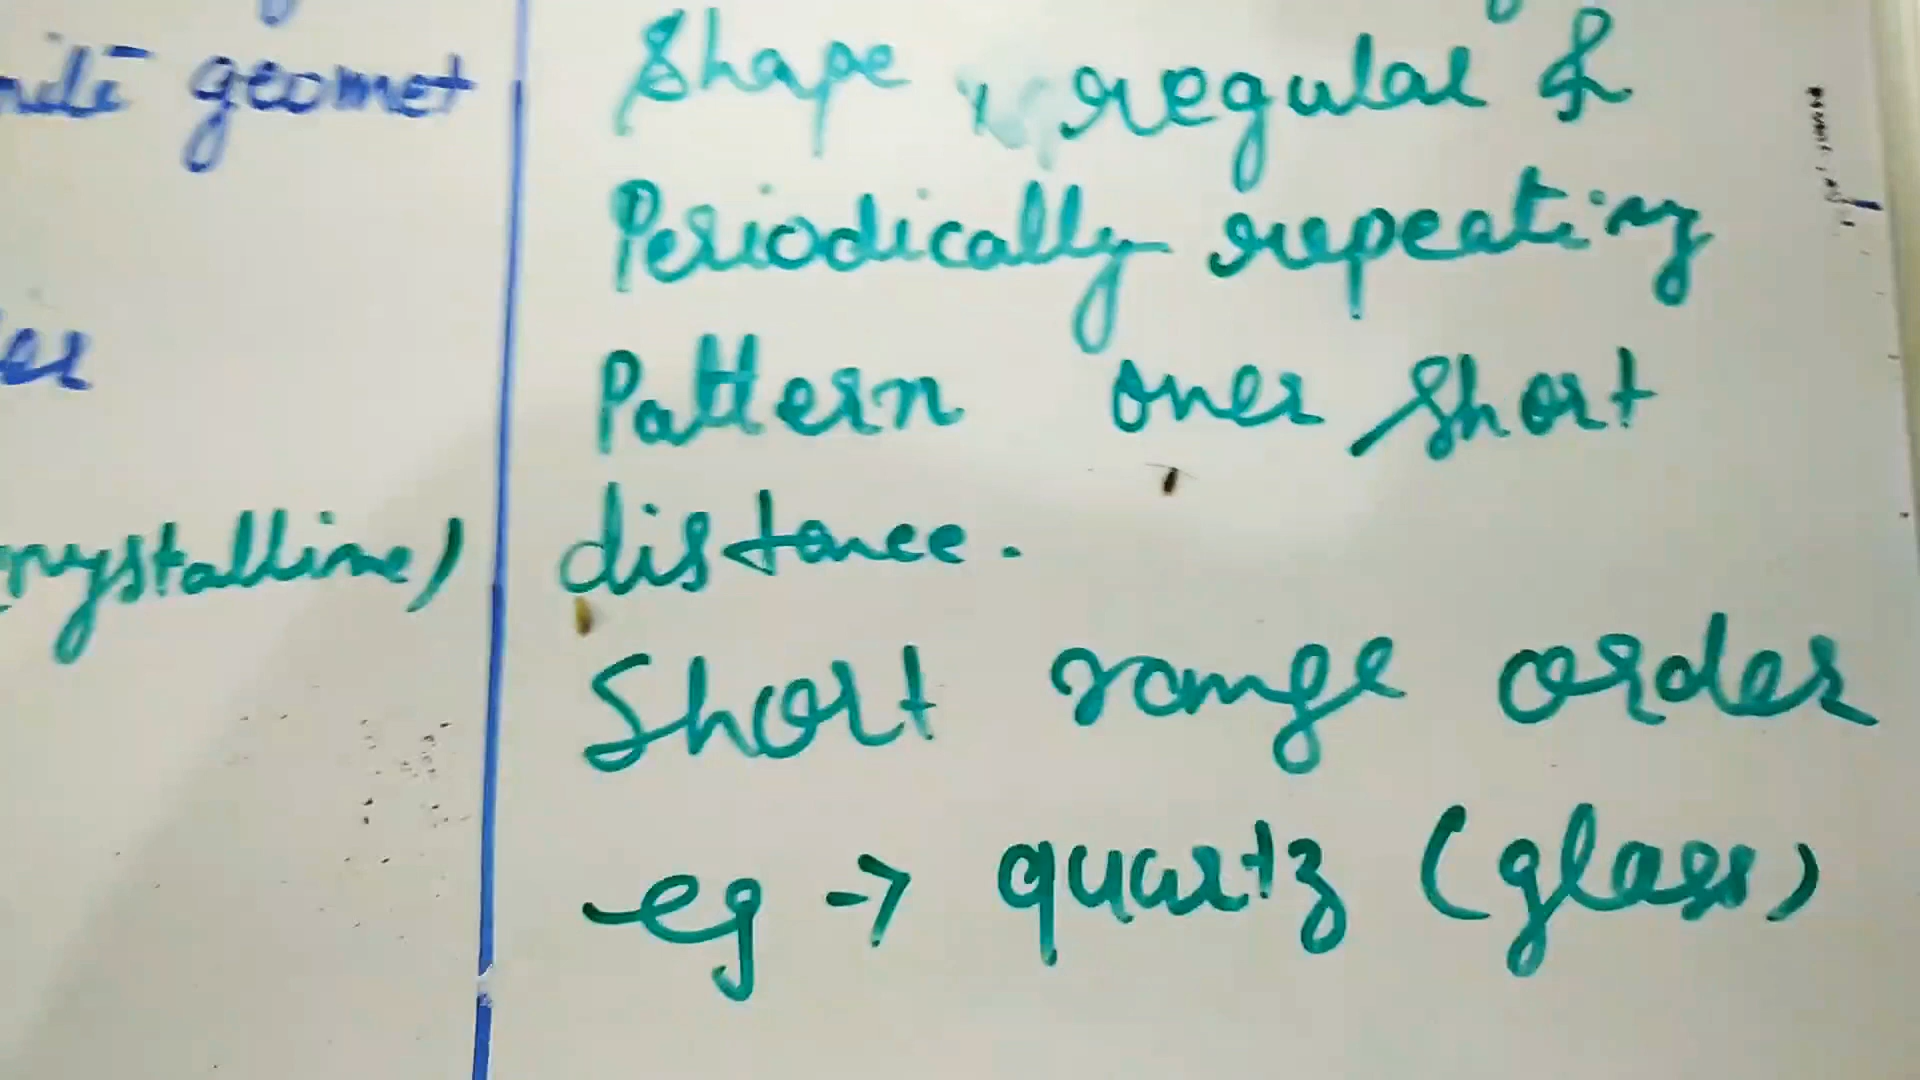 geomet
crystalline)
Shape, regular &
Periodically repeating
Pattern over short
distance.
Short range order
eg → quartz (glass)